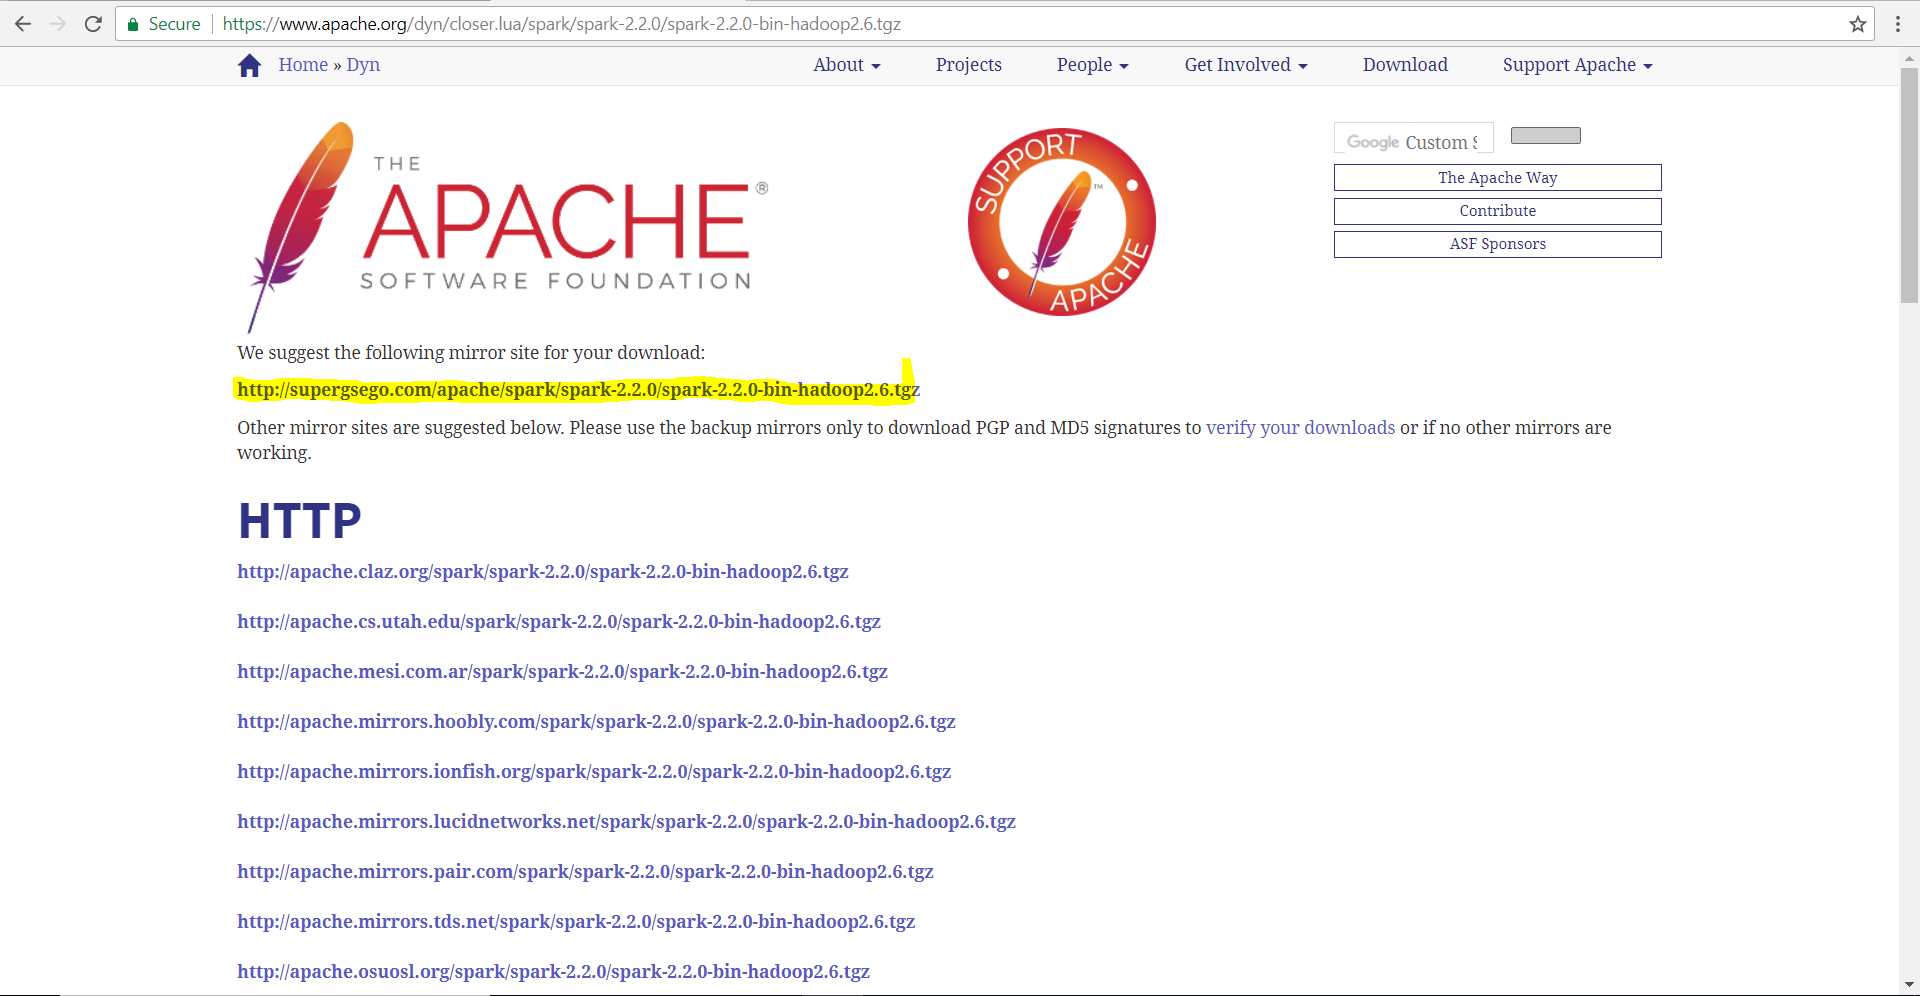 Secure https://www.apache.org/dyn/closer.lua/spark/spark-2.2.0/spark-2.2.0-bin-hadoop2.6.tgz
Home » Dyn About Projects People Get Involved Download Support Apache
THE
APACHE®
SOFTWARE FOUNDATION
SUPPORT
APACHE
™
Google Custom S
The Apache Way
Contribute
ASF Sponsors
We suggest the following mirror site for your download:
http://supergsego.com/apache/spark/spark-2.2.0/spark-2.2.0-bin-hadoop2.6.tgz
Other mirror sites are suggested below. Please use the backup mirrors only to download PGP and MD5 signatures to verify your downloads or if no other mirrors are
working.
HTTP
http://apache.claz.org/spark/spark-2.2.0/spark-2.2.0-bin-hadoop2.6.tgz
http://apache.cs.utah.edu/spark/spark-2.2.0/spark-2.2.0-bin-hadoop2.6.tgz
http://apache.mesi.com.ar/spark/spark-2.2.0/spark-2.2.0-bin-hadoop2.6.tgz
http://apache.mirrors.hoobly.com/spark/spark-2.2.0/spark-2.2.0-bin-hadoop2.6.tgz
http://apache.mirrors.ionfish.org/spark/spark-2.2.0/spark-2.2.0-bin-hadoop2.6.tgz
http://apache.mirrors.lucidnetworks.net/spark/spark-2.2.0/spark-2.2.0-bin-hadoop2.6.tgz
http://apache.mirrors.pair.com/spark/spark-2.2.0/spark-2.2.0-bin-hadoop2.6.tgz
http://apache.mirrors.tds.net/spark/spark-2.2.0/spark-2.2.0-bin-hadoop2.6.tgz
http://apache.osuosl.org/spark/spark-2.2.0/spark-2.2.0-bin-hadoop2.6.tgz